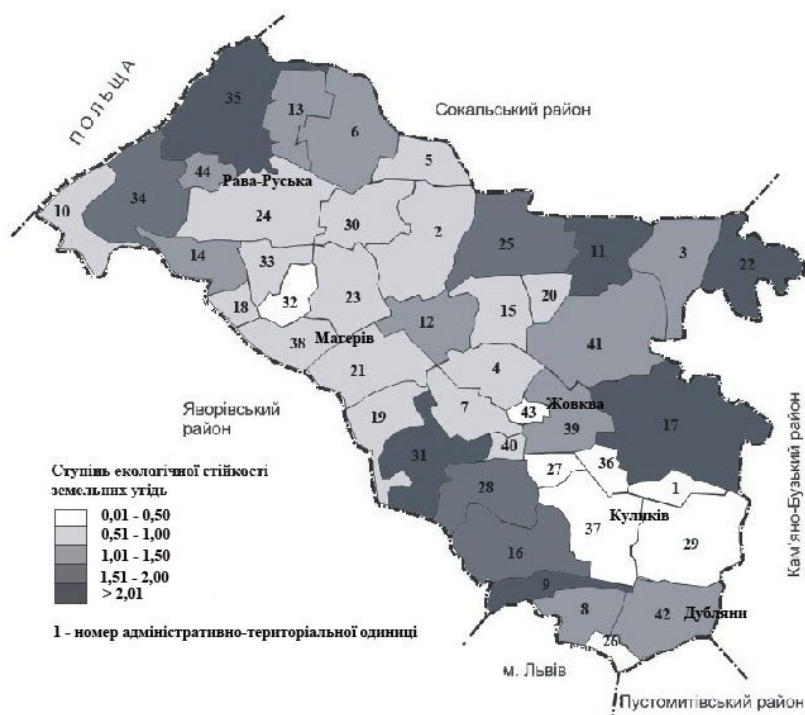 ПОЛЬЩА
35
13
6
Сокальський район
5
44
Рава-Руська
10
34
24
30
2
14
33
25
11
3
22
32
23
20
18
15
12
38
Магерів
41
21
4
Яворівський
район
19
7
43
Жовква
39
17
Кам’яно-Бузький район
40
31
27
36
28
1
37
Куликів
29
16
9
8
42
Дубляни
26
м. Львів
Пустомитівський район
Ступінь екологічної стійкості
земельних угідь
0,01 - 0,50
0,51 - 1,00
1,01 - 1,50
1,51 - 2,00
> 2,01
1 - номер адміністративно-територіальної одиниці